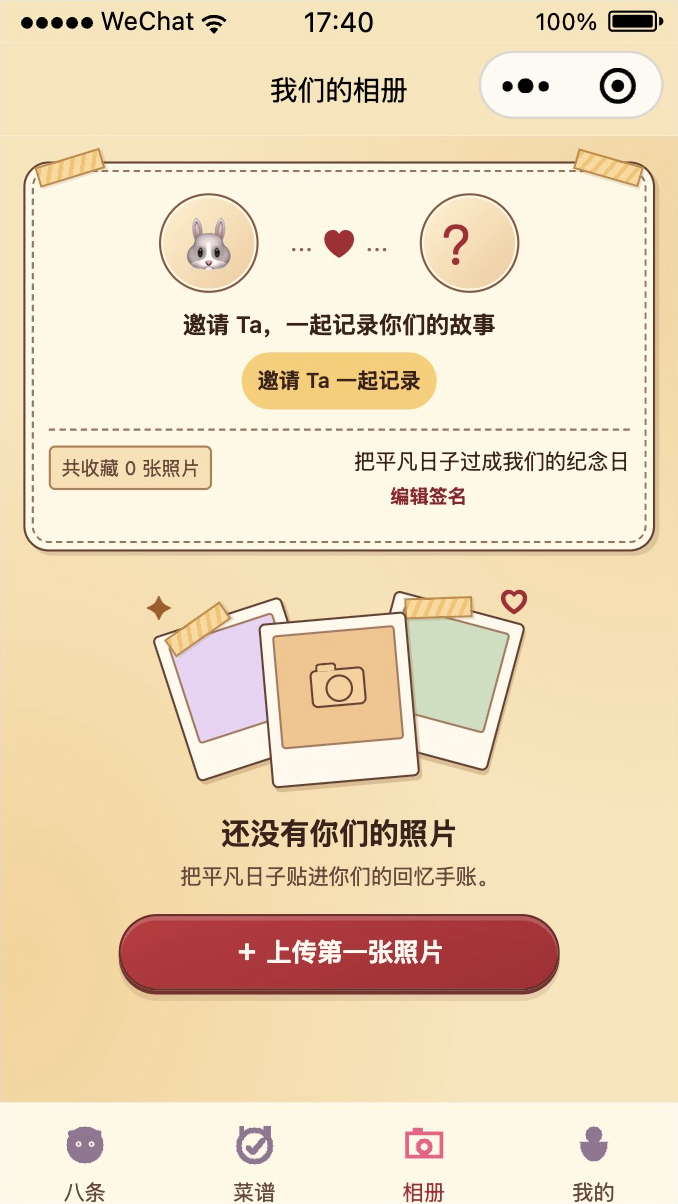 WeChat 17:40 100%
我们的相册
?
邀请 Ta，一起记录你们的故事
邀请 Ta 一起记录
共收藏 0 张照片
把平凡日子过成我们的纪念日
编辑签名
还没有你们的照片
把平凡日子贴进你们的回忆手账。
+ 上传第一张照片
八条 菜谱 相册 我的